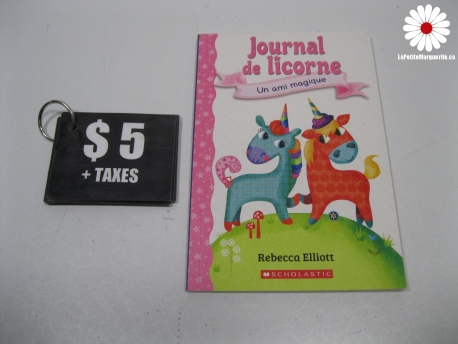 LaPetiteMarguerite.ca
$ 5
+ TAXES
Journal
de licorne
Un ami magique
Rebecca Elliott
SCHOLASTIC